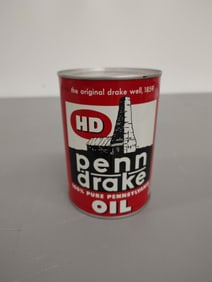 the original drake well, 1859
HD
penn
drake
100% PURE PENNSYLVANIA
OIL